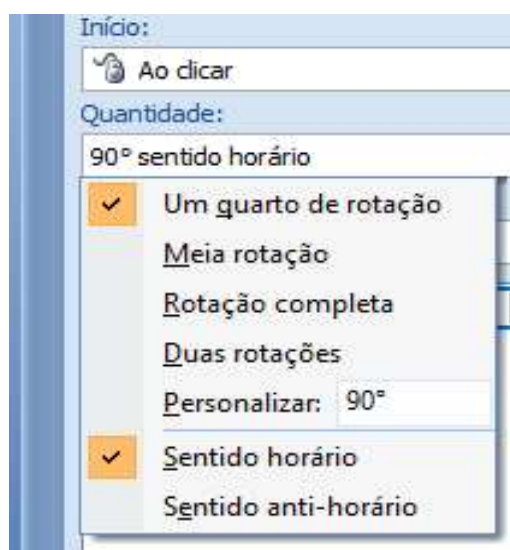 Início:
Ao clicar
Quantidade:
90° sentido horário
Um quarto de rotação
Meia rotação
Rotação completa
Duas rotações
Personalizar: 90°
Sentido horário
Sentido anti-horário